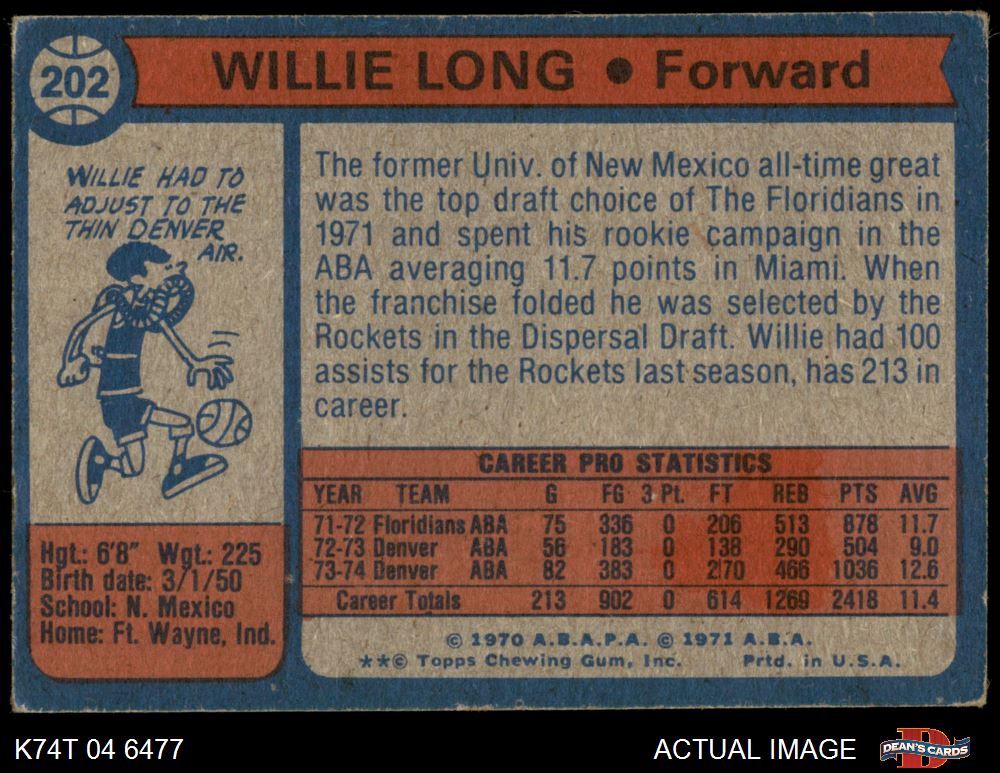 202
WILLIE LONG ● Forward
WILLIE HAD TO
ADJUST TO THE
THIN DENVER
AIR.
The former Univ. of New Mexico all-time great
was the top draft choice of The Floridians in
1971 and spent his rookie campaign in the
ABA averaging 11.7 points in Miami. When
the franchise folded he was selected by the
Rockets in the Dispersal Draft. Willie had 100
assists for the Rockets last season, has 213 in
career.
Hgt.: 6'8" Wgt.: 225
Birth date: 3/1/50
School: N. Mexico
Home: Ft. Wayne, Ind.
CAREER PRO STATISTICS
YEAR TEAM G FG 3 Pt. FT REB PTS AVG
71-72 Floridians ABA 75 336 0 206 513 878 11.7
72-73 Denver ABA 56 183 0 138 290 504 9.0
73-74 Denver ABA 82 383 0 270 466 1036 12.6
Career Totals 213 902 0 614 1269 2418 11.4
© 1970 A.B.A.P.A. © 1971 A.B.A.
**© Topps Chewing Gum, Inc. Prtd. in U.S.A.
K74T 04 6477
ACTUAL IMAGE
D
DEAN'S CARDS